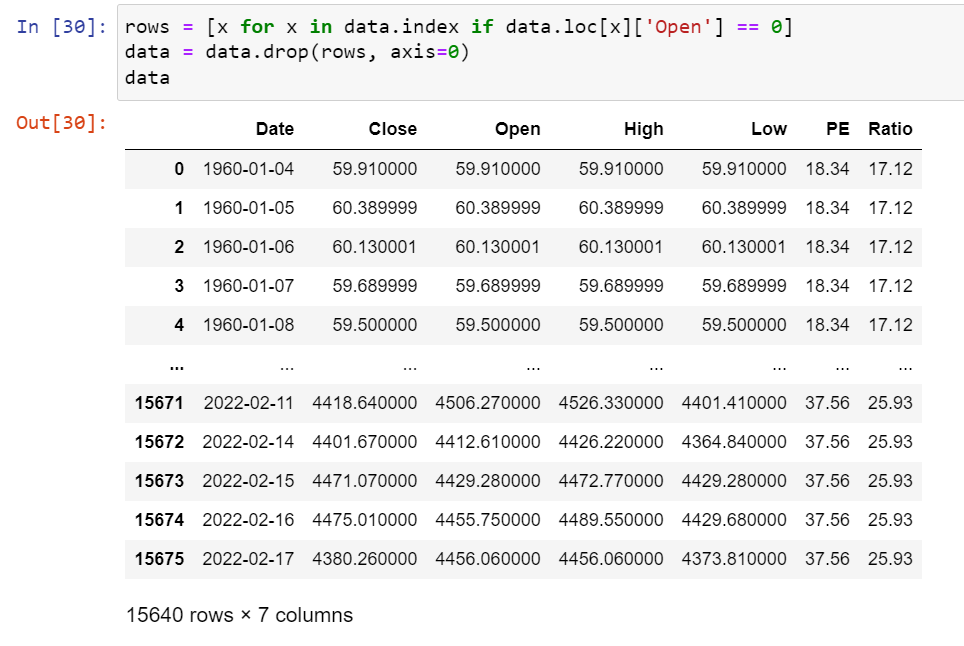 In [30]: rows = [x for x in data.index if data.loc[x]['Open'] == 0]
data = data.drop(rows, axis=0)
data
Out[30]:
Date Close Open High Low PE Ratio
0 1960-01-04 59.910000 59.910000 59.910000 59.910000 18.34 17.12
1 1960-01-05 60.389999 60.389999 60.389999 60.389999 18.34 17.12
2 1960-01-06 60.130001 60.130001 60.130001 60.130001 18.34 17.12
3 1960-01-07 59.689999 59.689999 59.689999 59.689999 18.34 17.12
4 1960-01-08 59.500000 59.500000 59.500000 59.500000 18.34 17.12
... ... ... ... ... ... ... ...
15671 2022-02-11 4418.640000 4506.270000 4526.330000 4401.410000 37.56 25.93
15672 2022-02-14 4401.670000 4412.610000 4426.220000 4364.840000 37.56 25.93
15673 2022-02-15 4471.070000 4429.280000 4472.770000 4429.280000 37.56 25.93
15674 2022-02-16 4475.010000 4455.750000 4489.550000 4429.680000 37.56 25.93
15675 2022-02-17 4380.260000 4456.060000 4456.060000 4373.810000 37.56 25.93
15640 rows × 7 columns